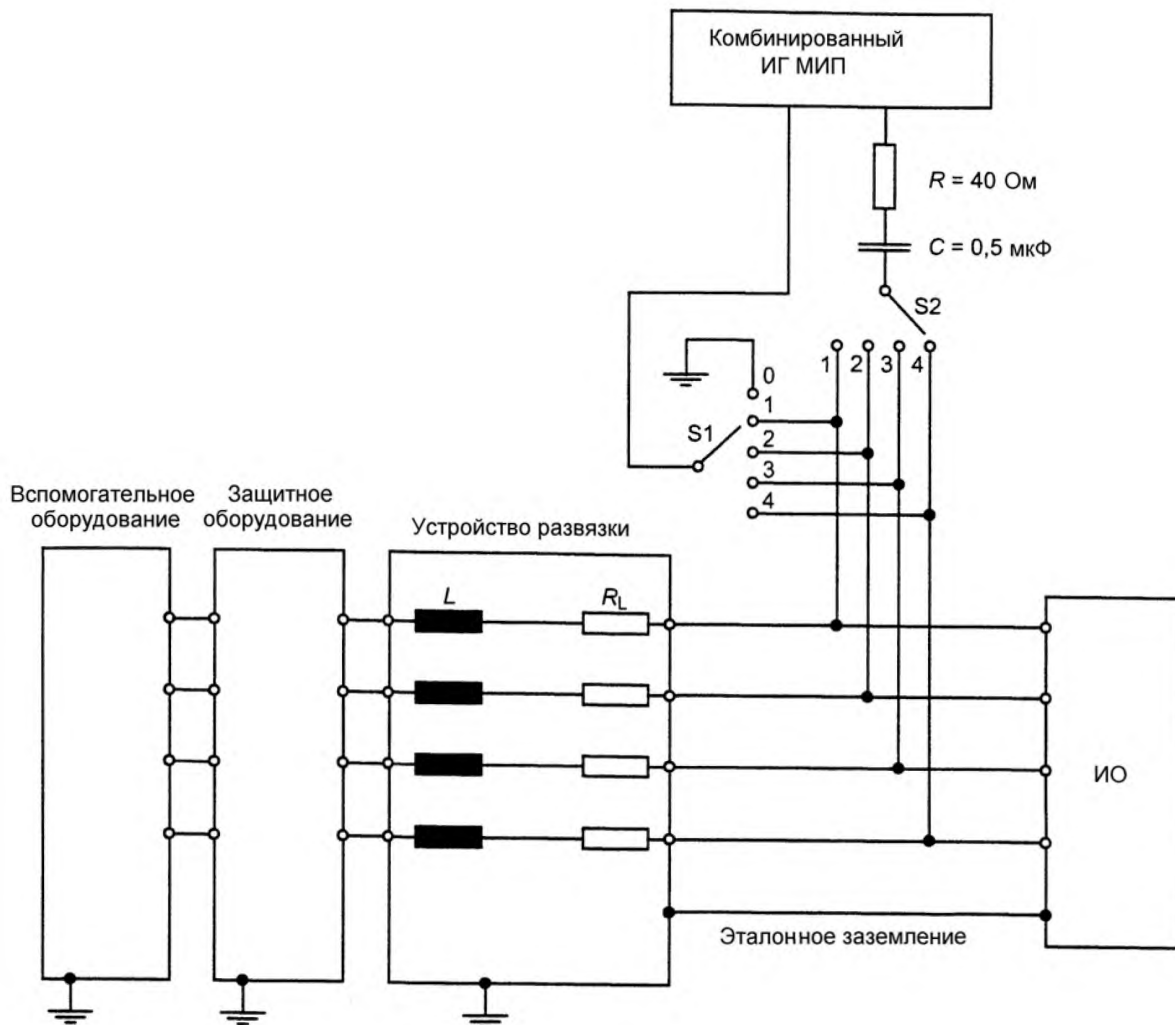 Комбинированный
ИГ МИП
R = 40 Ом
C = 0,5 мкФ
S2
1 2 3 4
0
1
S1
2
3
4
Вспомогательное
оборудование
Защитное
оборудование
Устройство развязки
L
RL
ИО
Эталонное заземление